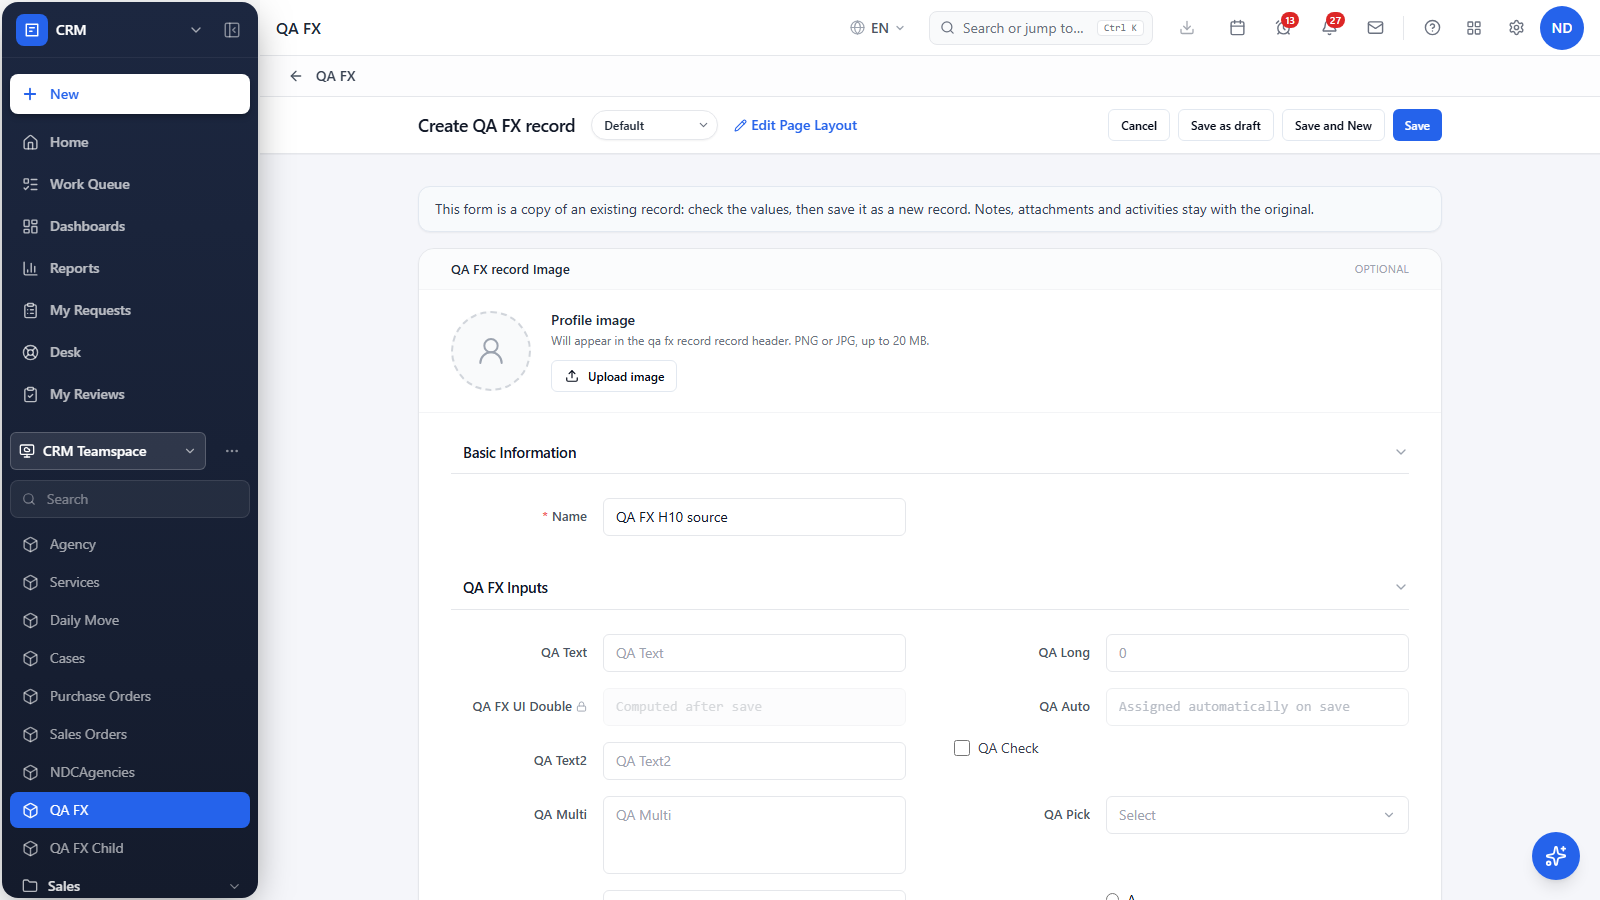 CRM
New
Home
Work Queue
Dashboards
Reports
My Requests
Desk
My Reviews
CRM Teamspace
Search
Agency
Services
Daily Move
Cases
Purchase Orders
Sales Orders
NDCAgencies
QA FX
QA FX Child
Sales
QA FX
EN
Search or jump to...
Ctrl K
13
27
ND
QA FX
Create QA FX record
Default
Edit Page Layout
Cancel
Save as draft
Save and New
Save
This form is a copy of an existing record: check the values, then save it as a new record. Notes, attachments and activities stay with the original.
QA FX record Image
OPTIONAL
Profile image
Will appear in the qa fx record record header. PNG or JPG, up to 20 MB.
Upload image
Basic Information
* Name
QA FX H10 source
QA FX Inputs
QA Text
QA Text
QA Long
0
QA FX UI Double
Computed after save
QA Auto
Assigned automatically on save
QA Text2
QA Text2
QA Check
QA Multi
QA Multi
QA Pick
Select